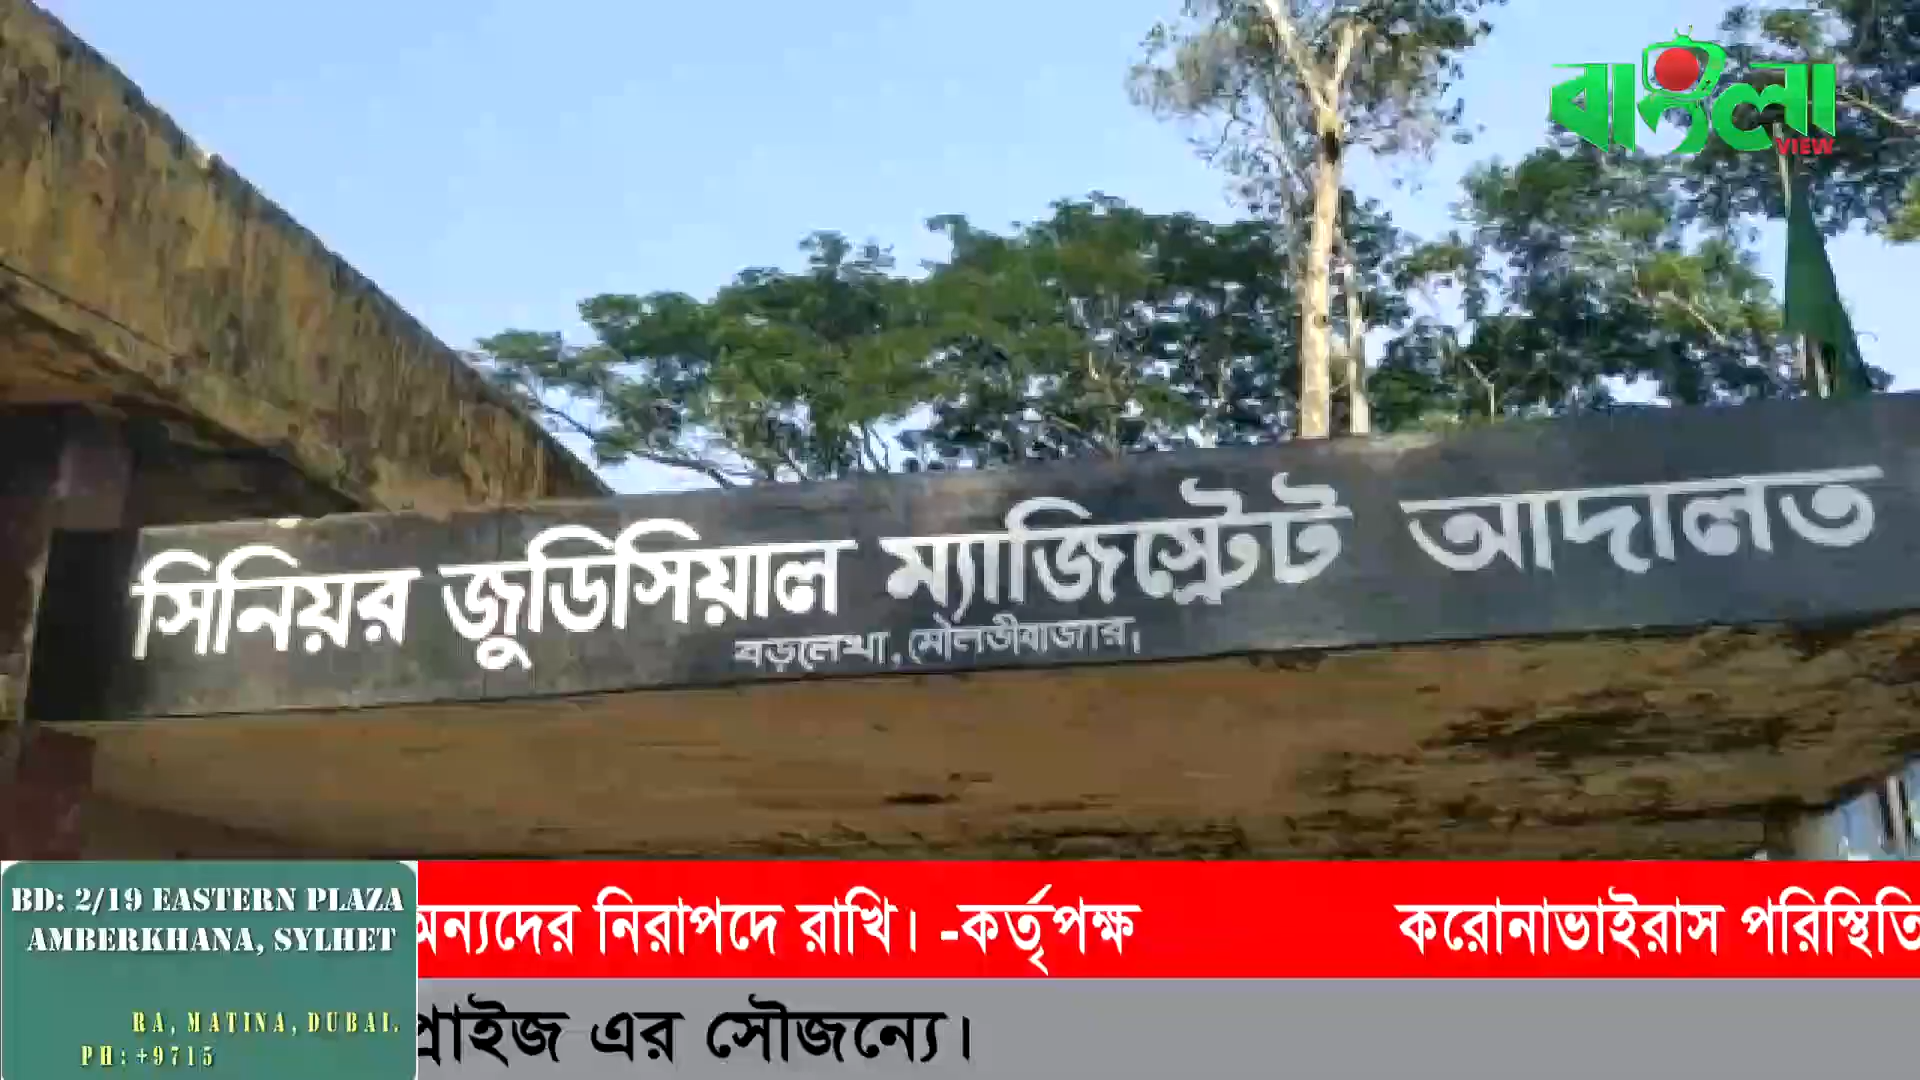 বাংলা
VIEW
সিনিয়র জুডিসিয়াল ম্যাজিস্ট্রেট আদালত
বড়লেখা, মৌলভীবাজার।
BD: 2/19 EASTERN PLAZA
AMBERKHANA, SYLHET
RA, MATINA, DUBAI.
PH: +9715
অন্যদের নিরাপদে রাখি। -কর্তৃপক্ষ করোনাভাইরাস পরিস্থিতি
প্রাইজ এর সৌজন্যে।